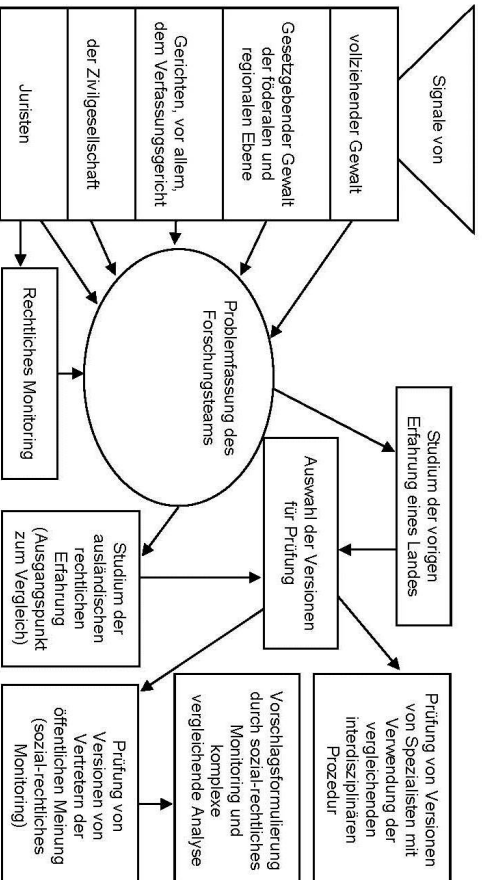 Signale von
vollziehender Gewalt
Gesetzgebender Gewalt
der föderalen und
regionalen Ebene
Gerichten, vor allem,
dem Verfassungsgericht
der Zivilgesellschaft
Juristen
Problemfassung des
Forschungsteams
Rechtliches Monitoring
Studium der vorigen
Erfahrung eines Landes
Auswahl der Versionen
für Prüfung
Studium der
ausländischen
rechtlichen
Erfahrung
(Ausgangspunkt
zum Vergleich)
Prüfung von Versionen
von Spezialisten mit
Verwendung der
vergleichenden
interdisziplinären
Prozedur
Vorschlagsformulierung
durch sozial-rechtliches
Monitoring und
komplexe
vergleichende Analyse
Prüfung von
Versionen von
Vertretern der
öffentlichen Meinung
(sozial-rechtliches
Monitoring)